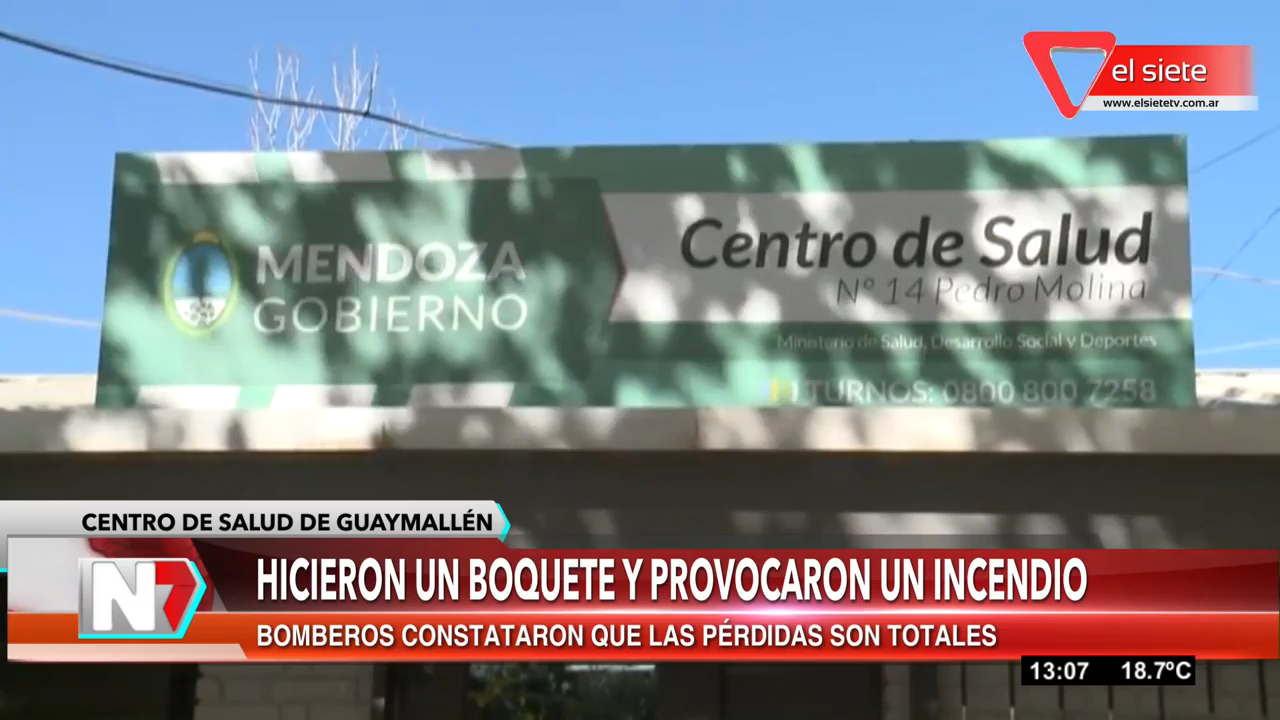 el siete
www.elsietetv.com.ar
MENDOZA
GOBIERNO
Centro de Salud
Nº 14 Pedro Molina
Ministerio de Salud, Desarrollo Social y Deportes
TURNOS: 0800 800 7258
CENTRO DE SALUD DE GUAYMALLÉN
N7
HICIERON UN BOQUETE Y PROVOCARON UN INCENDIO
BOMBEROS CONSTATARON QUE LAS PÉRDIDAS SON TOTALES
13:07 18.7°C